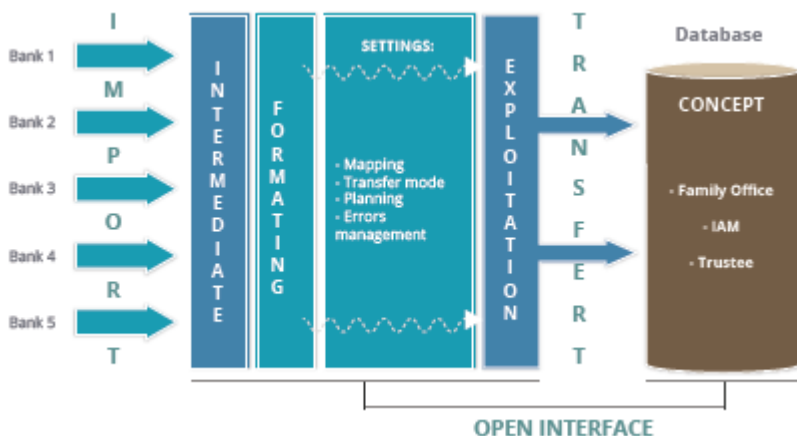 Bank 1
Bank 2
Bank 3
Bank 4
Bank 5
IMPORT
INTERMEDIATE
FORMATING
SETTINGS:
- Mapping
- Transfer mode
- Planning
- Errors
management
EXPLOITATION
TRANSFERT
Database
CONCEPT
- Family Office
- IAM
- Trustee
OPEN INTERFACE